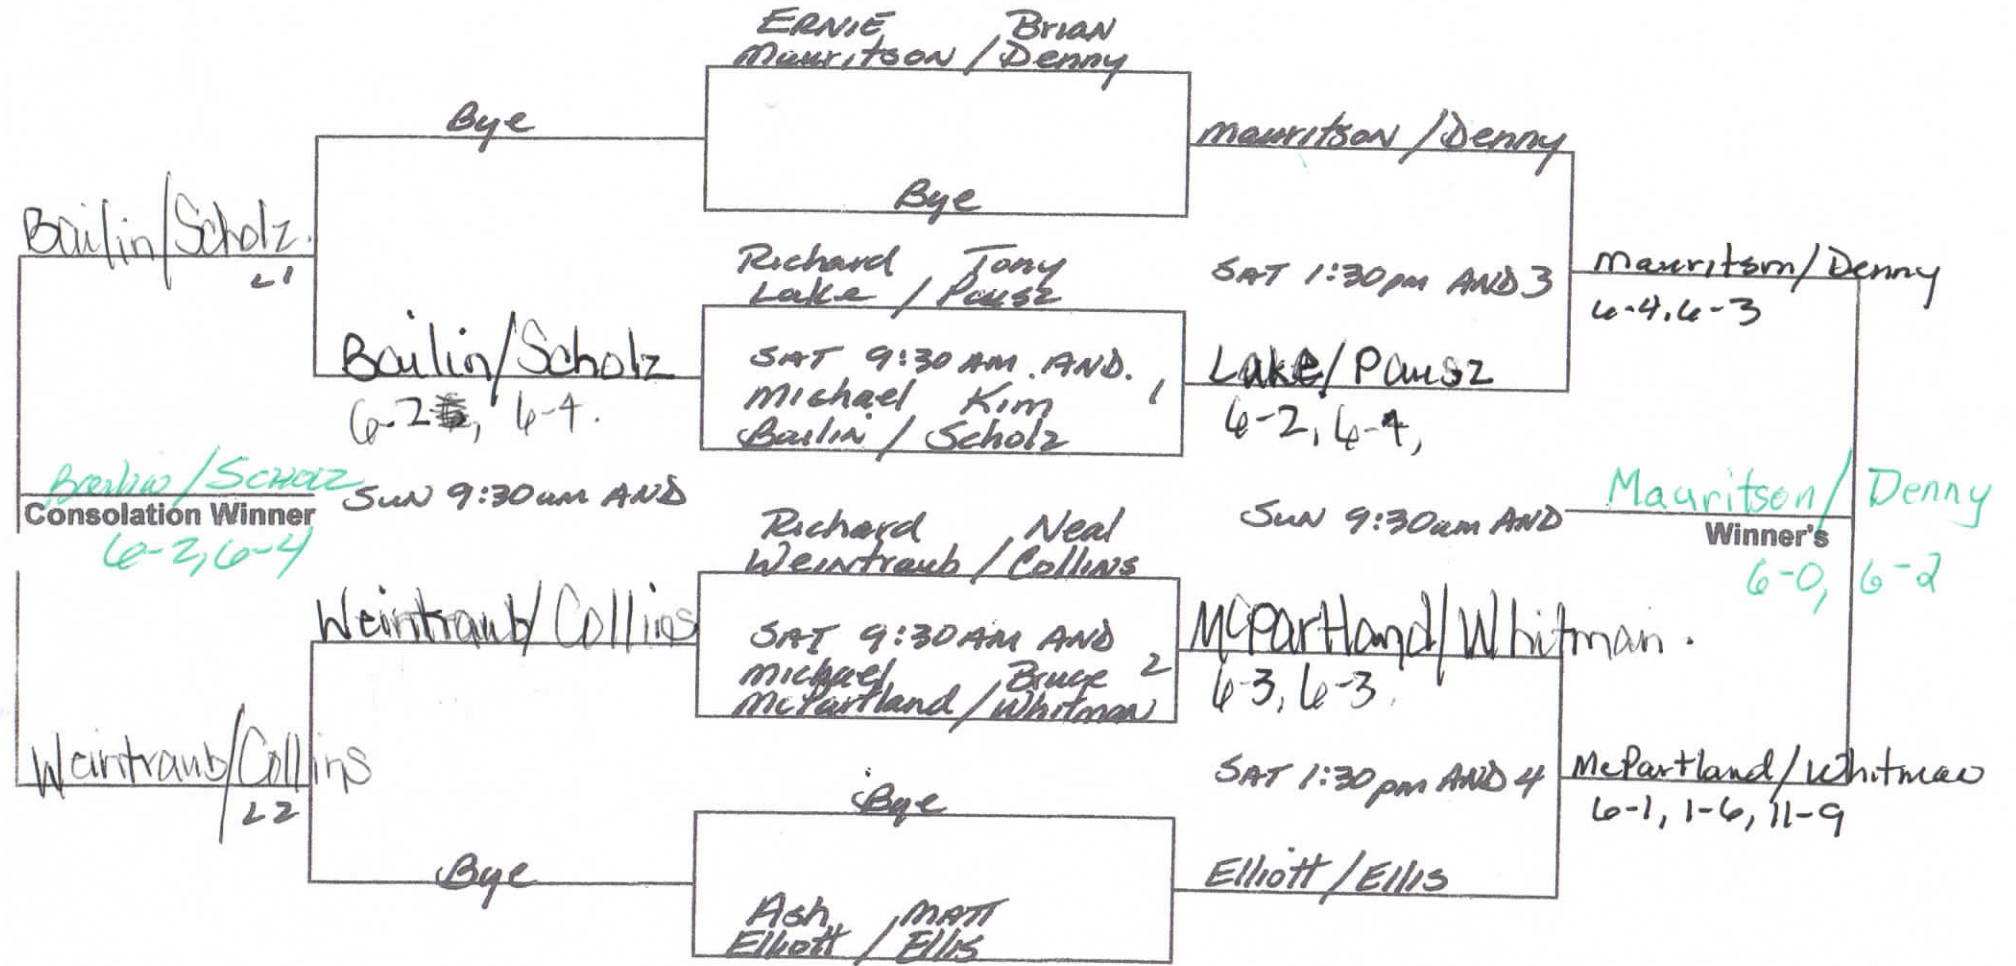 ERNIE Brian
Mauritson / Denny
Bye
Mauritson / Denny
Bye
Bailin/Scholz.
L1
Richard Tony
Lake / Pausz
SAT 1:30pm AND 3
Mauritson/Denny
6-4, 6-3
Bailin/Scholz
6-2, 6-4.
SAT 9:30 AM. AND. 1
Michael Kim
Bailin / Scholz
Lake/Pausz
6-2, 6-4,
/SCHOLZ
Consolation Winner
6-2, 6-4
SUN 9:30am AND
SUN 9:30am AND
Mauritson/ Denny
Winner's
6-0, 6-2
Richard Neal
Weintraub / Collins
Weintraub/Collins
SAT 9:30AM AND
Michael Bruce 2
McPartland / Whitman
McPartland/Whitman.
6-3, 6-3.
Weintraub/Collins
L2
SAT 1:30pm AND 4
McPartland/Whitman
6-1, 1-6, 11-9
Bye
Bye
Elliott / Ellis
Ash, MATT
Elliott / Ellis